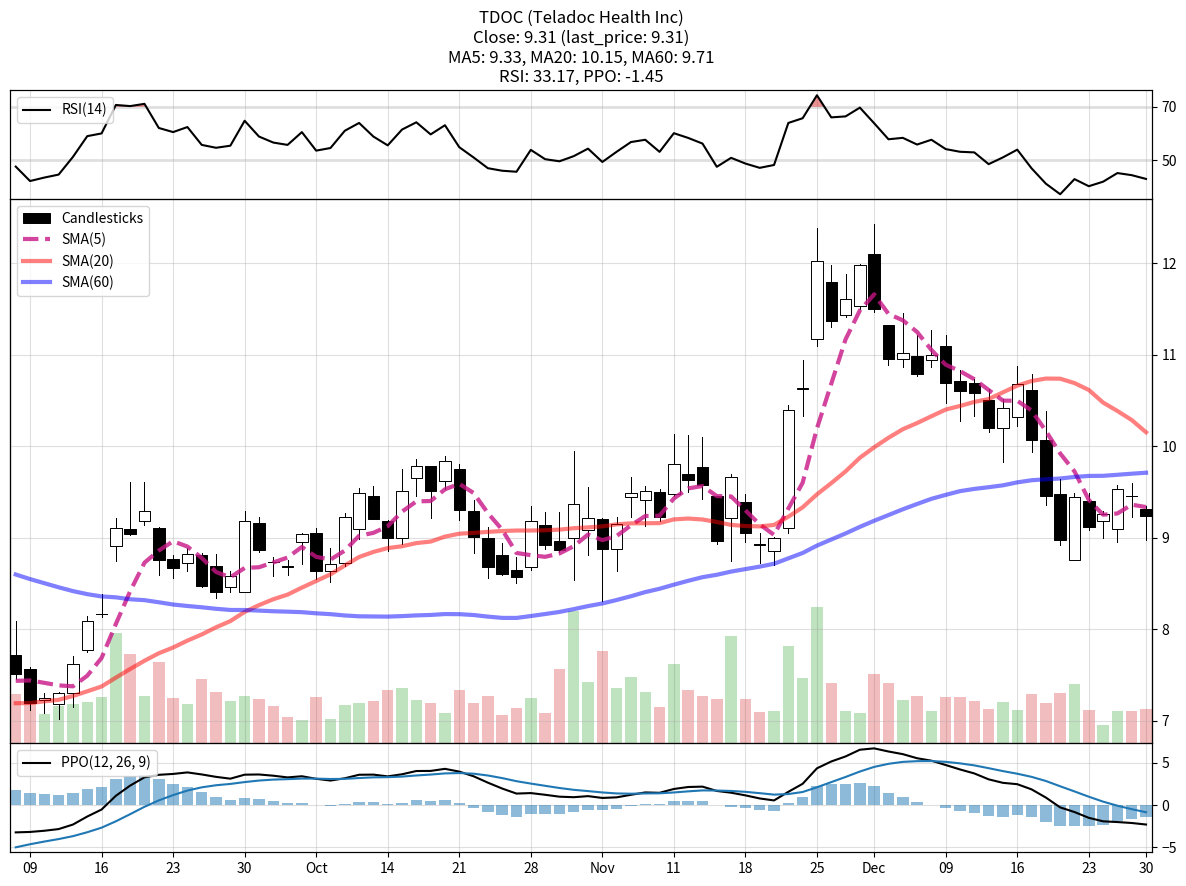 TDOC (Teladoc Health Inc)
Close: 9.31 (last_price: 9.31)
MA5: 9.33, MA20: 10.15, MA60: 9.71
RSI: 33.17, PPO: -1.45
RSI(14)
70
50
Candlesticks
SMA(5)
SMA(20)
SMA(60)
12
11
10
9
8
7
PPO(12, 26, 9)
5
0
−5
09 16 23 30 Oct 14 21 28 Nov 11 18 25 Dec 09 16 23 30